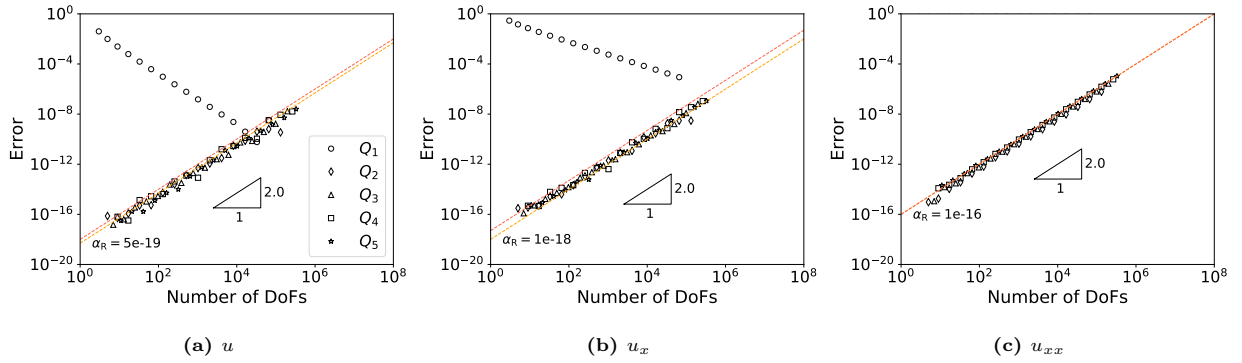 10^0
10^-4
10^-8
10^-12
10^-16
10^-20
Error
Q_1
Q_2
Q_3
Q_4
Q_5
2.0
1
α_R = 5e-19
10^0 10^2 10^4 10^6 10^8
Number of DoFs
(a) u
10^0
10^-4
10^-8
10^-12
10^-16
10^-20
Error
2.0
1
α_R = 1e-18
10^0 10^2 10^4 10^6 10^8
Number of DoFs
(b) u_x
10^0
10^-4
10^-8
10^-12
10^-16
10^-20
Error
2.0
1
α_R = 1e-16
10^0 10^2 10^4 10^6 10^8
Number of DoFs
(c) u_xx